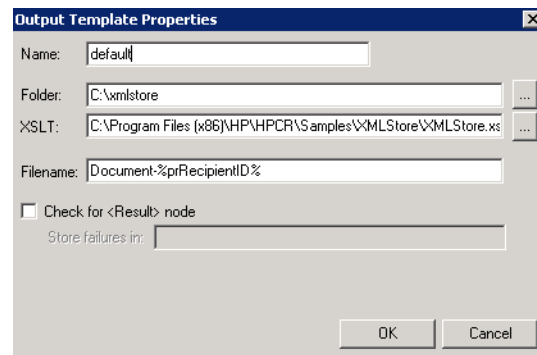 Output Template Properties
Name: default
Folder: C:\xmlstore ...
XSLT: C:\Program Files (x86)\HP\HPCR\Samples\XMLStore\XMLStore.xs ...
Filename: Document-%prRecipientID%
Check for <Result> node
Store failures in:
OK Cancel